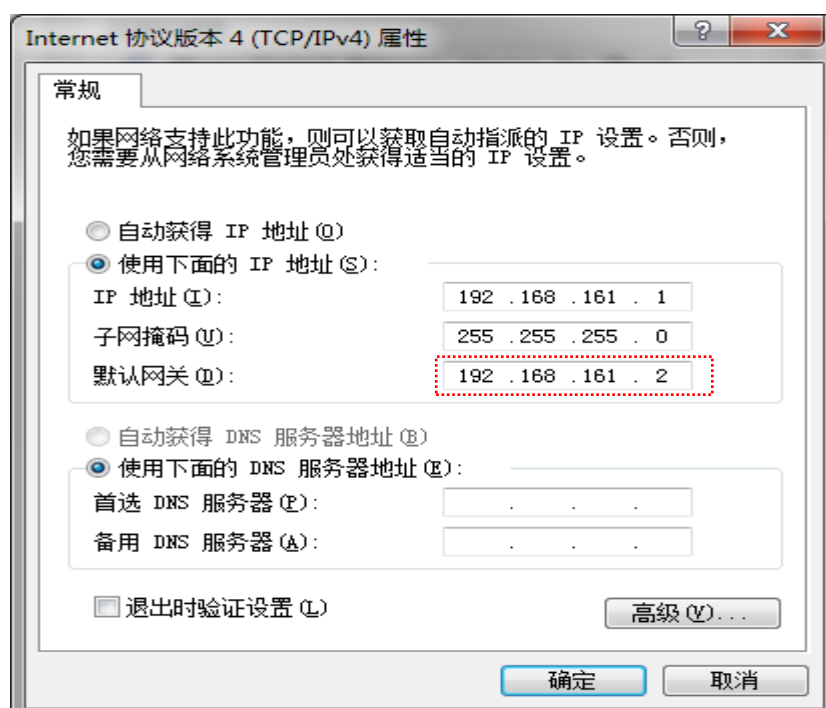 Internet 协议版本 4 (TCP/IPv4) 属性
常规
如果网络支持此功能，则可以获取自动指派的 IP 设置。否则，
您需要从网络系统管理员处获得适当的 IP 设置。
自动获得 IP 地址(O)
使用下面的 IP 地址(S):
IP 地址(I): 192 .168 .161 . 1
子网掩码(U): 255 .255 .255 . 0
默认网关(D): 192 .168 .161 . 2
自动获得 DNS 服务器地址(B)
使用下面的 DNS 服务器地址(E):
首选 DNS 服务器(P): . . .
备用 DNS 服务器(A): . . .
退出时验证设置(L)
高级(V)...
确定 取消